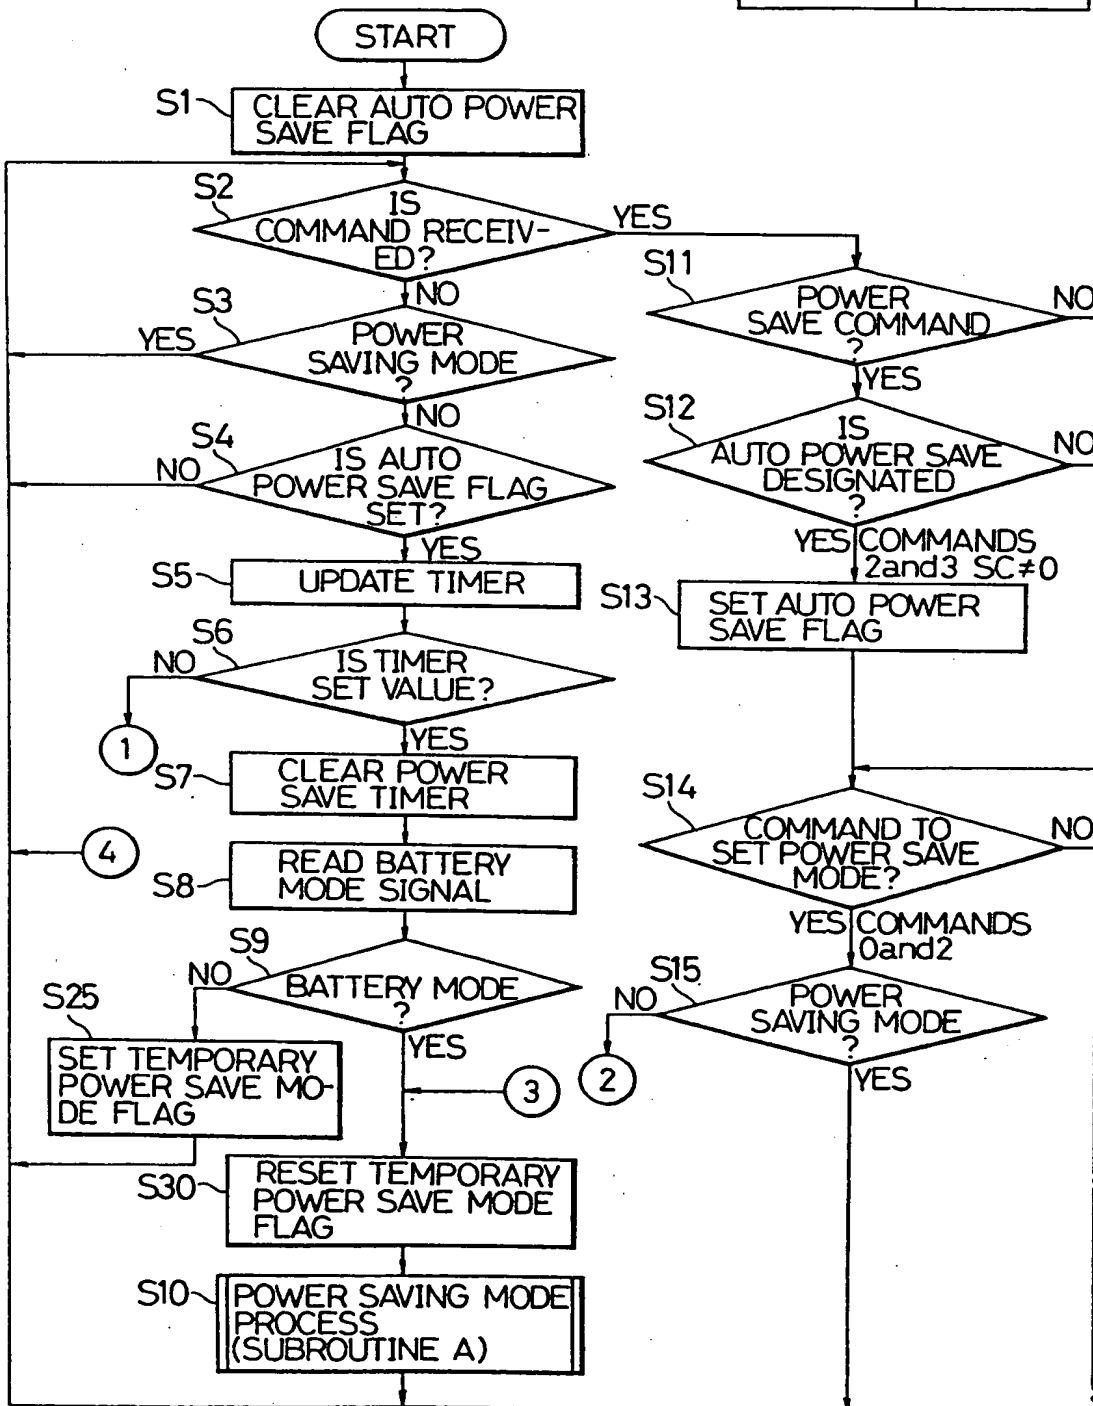 START
S1
CLEAR AUTO POWER
SAVE FLAG
S2
IS
COMMAND RECEIV-
ED?
YES
NO
S3
POWER
SAVING MODE
?
YES
NO
S4
IS AUTO
POWER SAVE FLAG
SET?
NO
YES
S5
UPDATE TIMER
S6
IS TIMER
SET VALUE?
NO
1
YES
S7
CLEAR POWER
SAVE TIMER
4
S8
READ BATTERY
MODE SIGNAL
S9
BATTERY MODE
?
NO
YES
S25
SET TEMPORARY
POWER SAVE MO-
DE FLAG
3
S30
RESET TEMPORARY
POWER SAVE MODE
FLAG
S10
POWER SAVING MODE
PROCESS
(SUBROUTINE A)
S11
POWER
SAVE COMMAND
?
NO
YES
S12
IS
AUTO POWER SAVE
DESIGNATED
?
NO
YES COMMANDS
2and3 SC≠0
S13
SET AUTO POWER
SAVE FLAG
S14
COMMAND TO
SET POWER SAVE
MODE?
NO
YES COMMANDS
0and2
S15
POWER
SAVING MODE
?
NO
2
YES